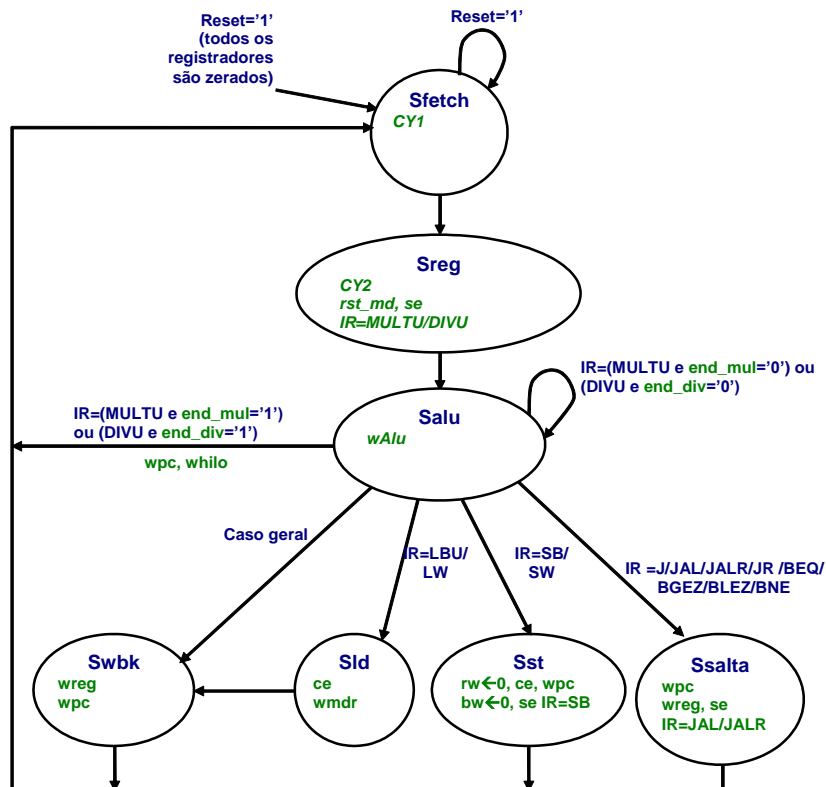 Reset='1'
(todos os
registradores
são zerados)
Reset='1'
Sfetch
CY1
Sreg
CY2
rst_md, se
IR=MULTU/DIVU
IR=(MULTU e end_mul='0') ou
(DIVU e end_div='0')
Salu
wAlu
IR=(MULTU e end_mul='1')
ou (DIVU e end_div='1')
wpc, whilo
Caso geral
IR=LBU/
LW
IR=SB/
SW
IR =J/JAL/JALR/JR /BEQ/
BGEZ/BLEZ/BNE
Swbk
wreg
wpc
Sld
ce
wmdr
Sst
rw←0, ce, wpc
bw←0, se IR=SB
Ssalta
wpc
wreg, se
IR=JAL/JALR